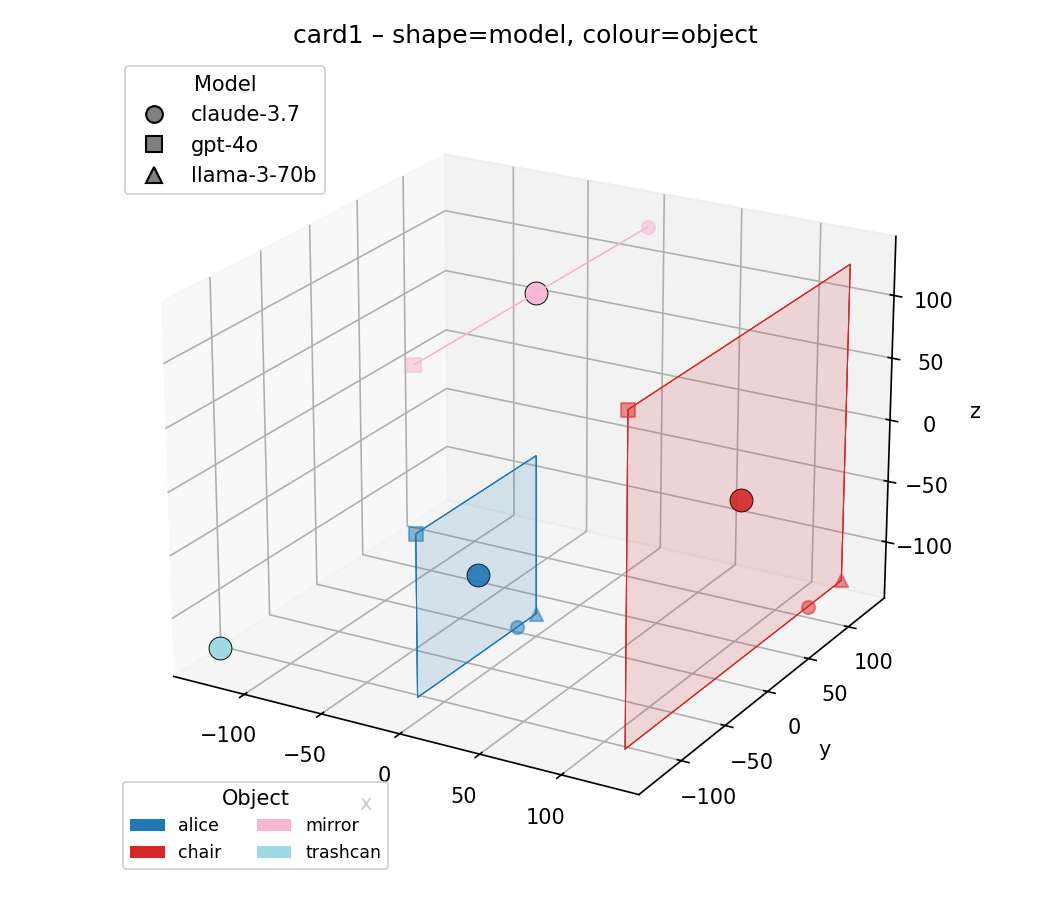 card1 – shape=model, colour=object
Model
claude-3.7
gpt-4o
llama-3-70b
100
50
0
−50
−100
z
−100
−50
0
50
100
x
100
50
0
−50
−100
y
Object
alice
chair
mirror
trashcan